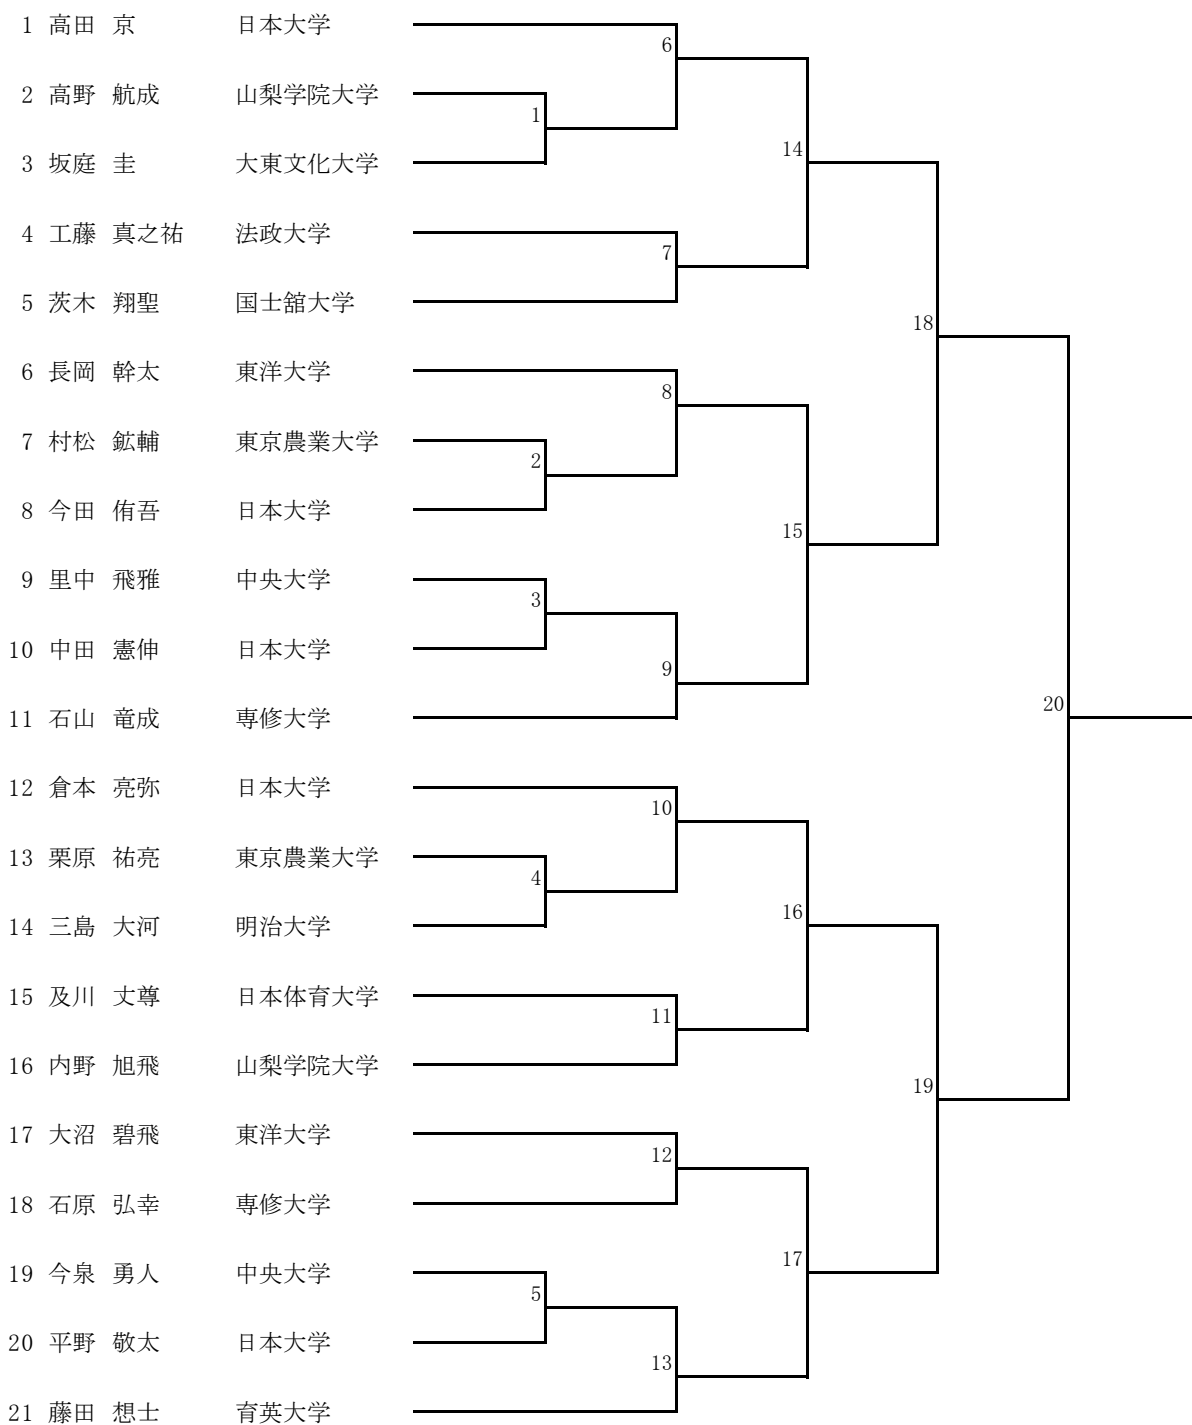 1 高田 京 日本大学
6
2 高野 航成 山梨学院大学
1
14
3 坂庭 圭 大東文化大学
4 工藤 真之祐 法政大学
7
5 茨木 翔聖 国士舘大学
18
6 長岡 幹太 東洋大学
8
7 村松 鉱輔 東京農業大学
2
8 今田 侑吾 日本大学
15
9 里中 飛雅 中央大学
3
10 中田 憲伸 日本大学
9
20
11 石山 竜成 専修大学
12 倉本 亮弥 日本大学
10
13 栗原 祐亮 東京農業大学
4
16
14 三島 大河 明治大学
15 及川 丈尊 日本体育大学
11
16 内野 旭飛 山梨学院大学
19
17 大沼 碧飛 東洋大学
12
18 石原 弘幸 専修大学
17
19 今泉 勇人 中央大学
5
20 平野 敬太 日本大学
13
21 藤田 想士 育英大学